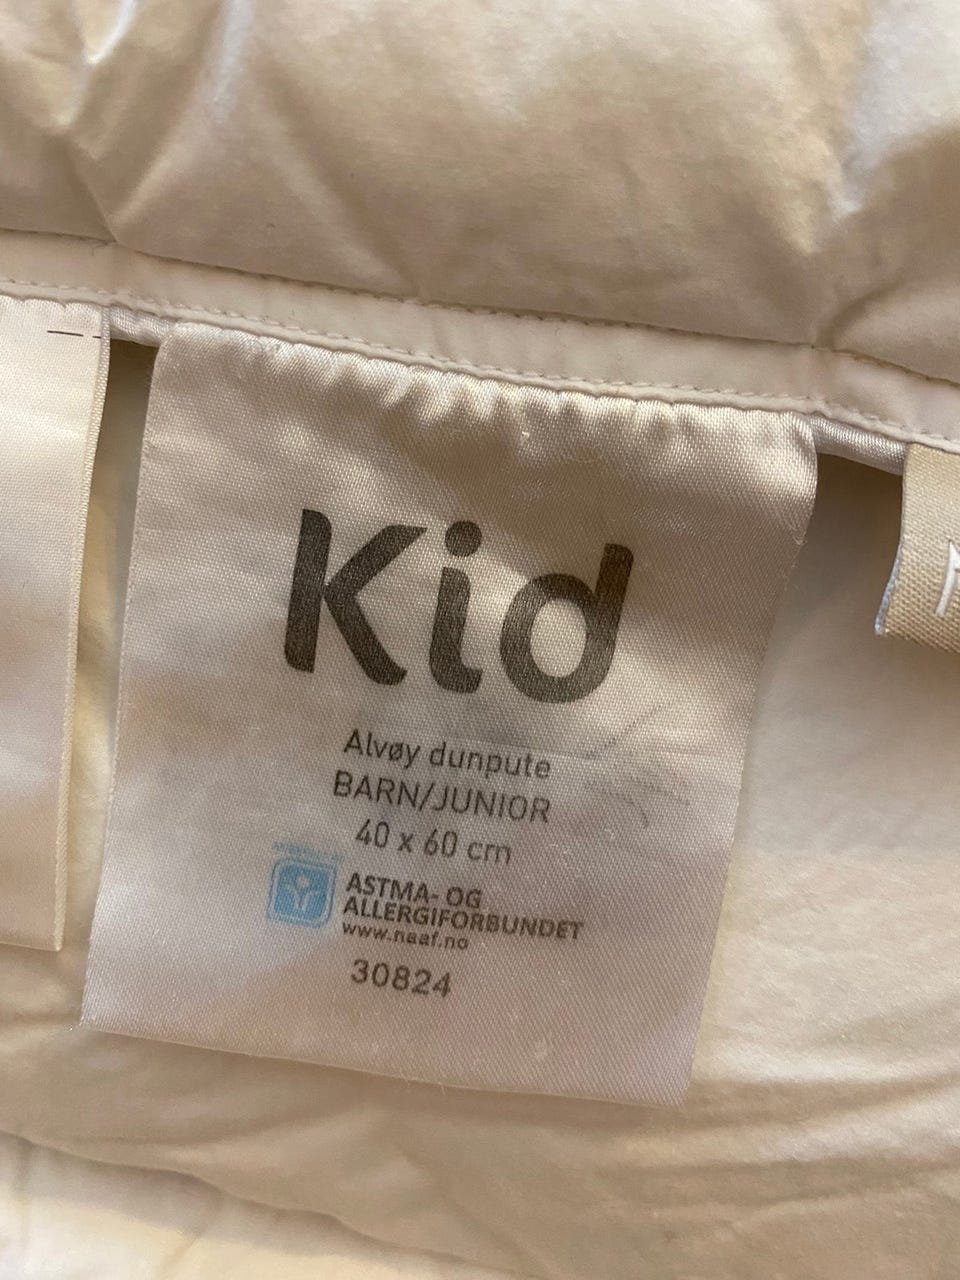 Kid
Alvøy dunpute
BARN/JUNIOR
40 x 60 cm
ASTMA- OG
ALLERGIFORBUNDET
www.naaf.no
30824